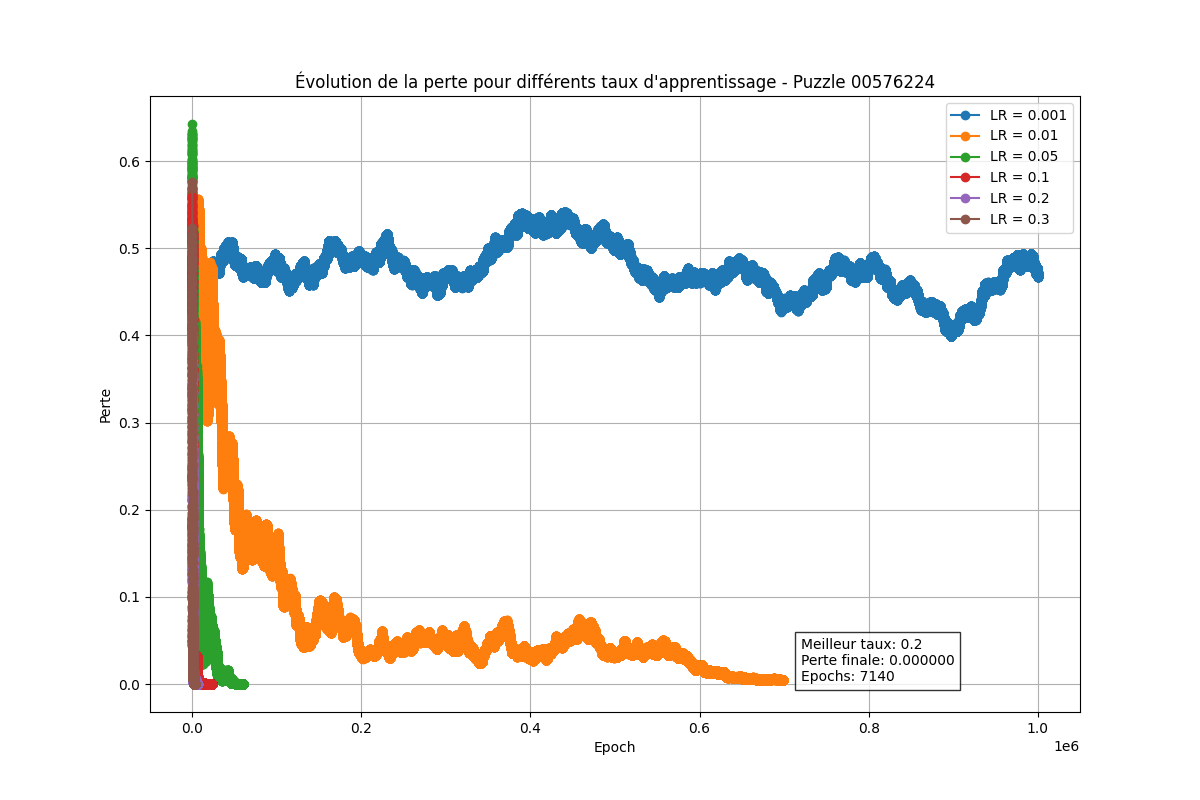 Évolution de la perte pour différents taux d'apprentissage - Puzzle 00576224
LR = 0.001
LR = 0.01
LR = 0.05
LR = 0.1
LR = 0.2
LR = 0.3
Perte
0.6
0.5
0.4
0.3
0.2
0.1
0.0
Meilleur taux: 0.2
Perte finale: 0.000000
Epochs: 7140
0.0 0.2 0.4 0.6 0.8 1.0
1e6
Epoch